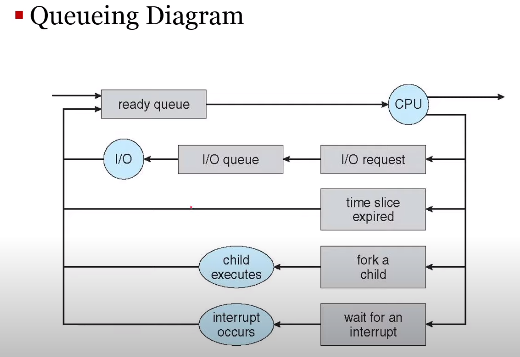 Queueing Diagram
ready queue
CPU
I/O
I/O queue
I/O request
time slice
expired
child
executes
fork a
child
interrupt
occurs
wait for an
interrupt